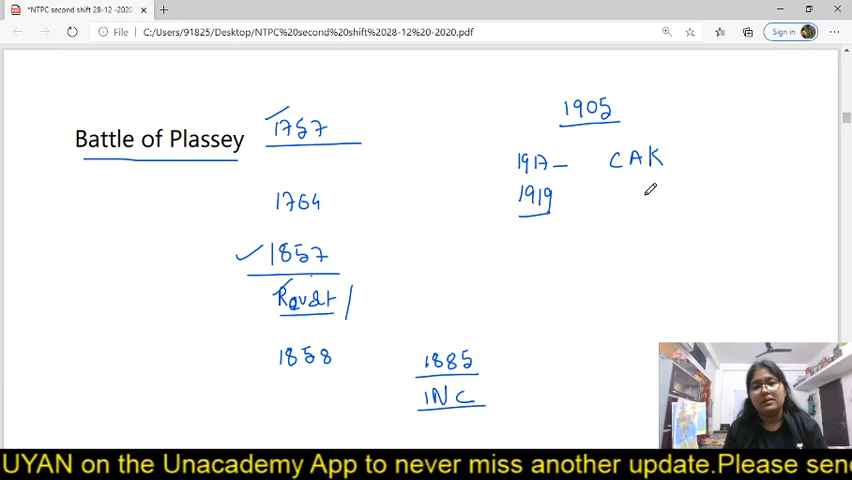 *NTPC second shift 28-12 -2020.p
File
C:/Users/91825/Desktop/NTPC%20second%20shift%2028-12%20-2020.pdf
Sign in
Battle of Plassey 1757
1764
1857
Revolt /
1858
1885
INC
1905
1917 - CAK
1919
UYAN on the Unacademy App to never miss another update.Please send